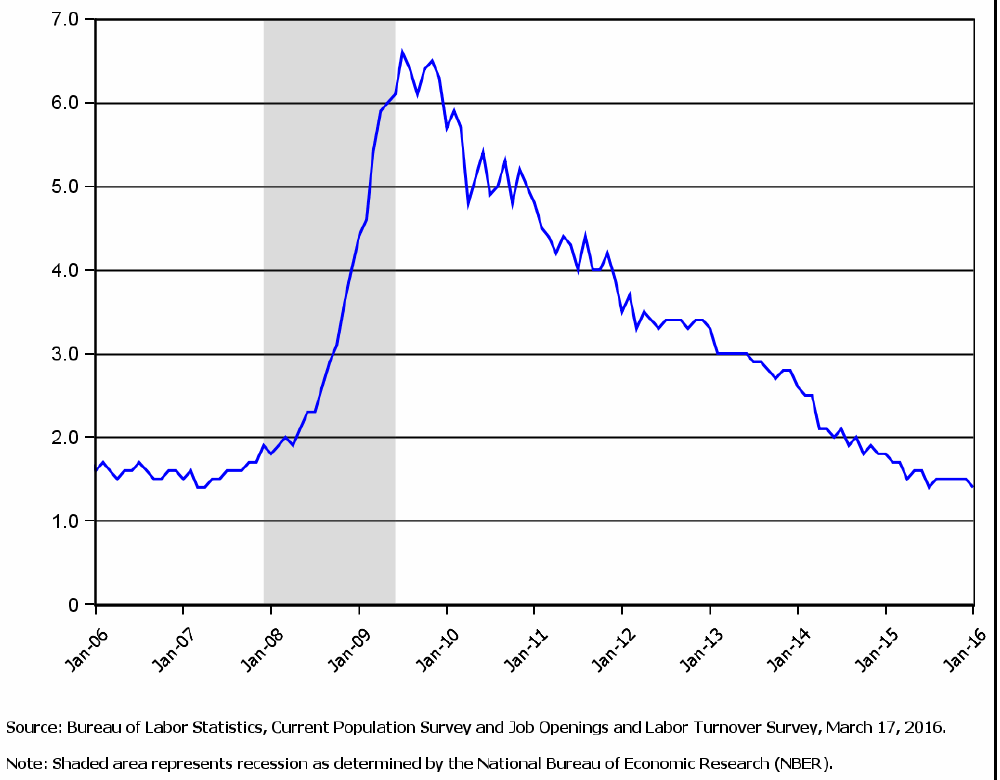 7.0
6.0
5.0
4.0
3.0
2.0
1.0
0
Jan-06
Jan-07
Jan-08
Jan-09
Jan-10
Jan-11
Jan-12
Jan-13
Jan-14
Jan-15
Jan-16
Source: Bureau of Labor Statistics, Current Population Survey and Job Openings and Labor Turnover Survey, March 17, 2016.
Note: Shaded area represents recession as determined by the National Bureau of Economic Research (NBER).